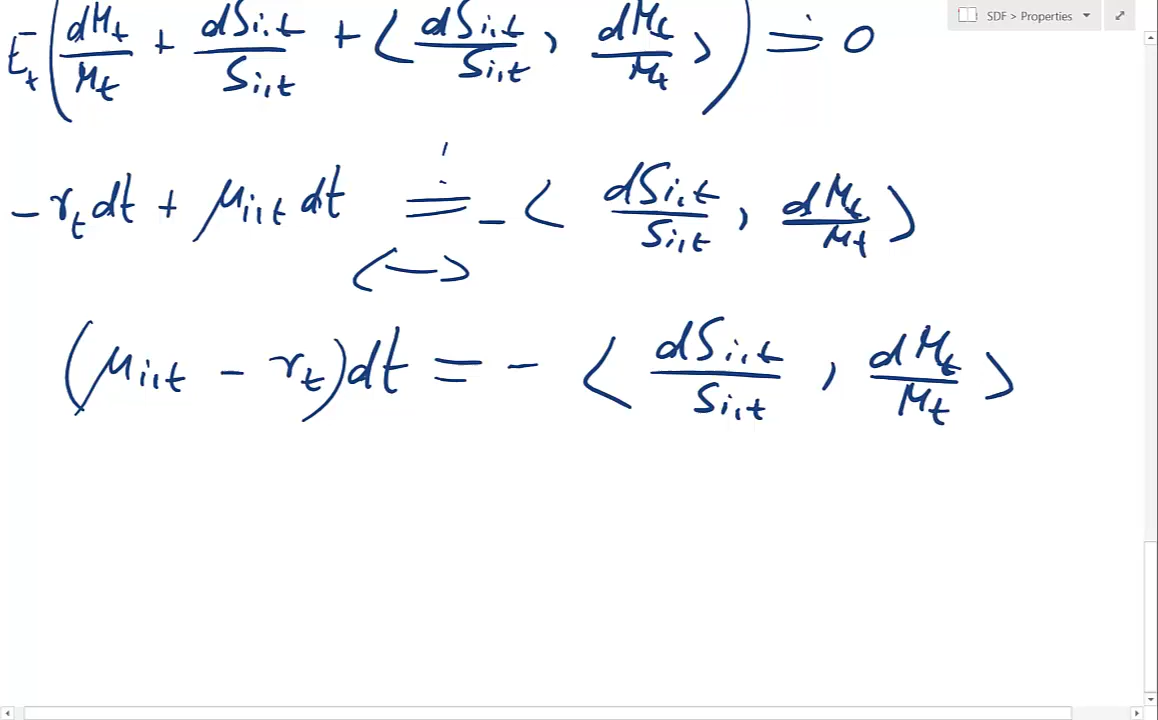 SDF > Properties
E_t ( dM_t/M_t + dS_{i,t}/S_{i,t} + ⟨ dS_{i,t}/S_{i,t} , dM_t/M_t ⟩ ) ≐ 0
- r_t dt + μ_{i,t} dt =! - ⟨ dS_{i,t}/S_{i,t} , dM_t/M_t ⟩
⟷
(μ_{i,t} - r_t) dt = - ⟨ dS_{i,t}/S_{i,t} , dM_t/M_t ⟩